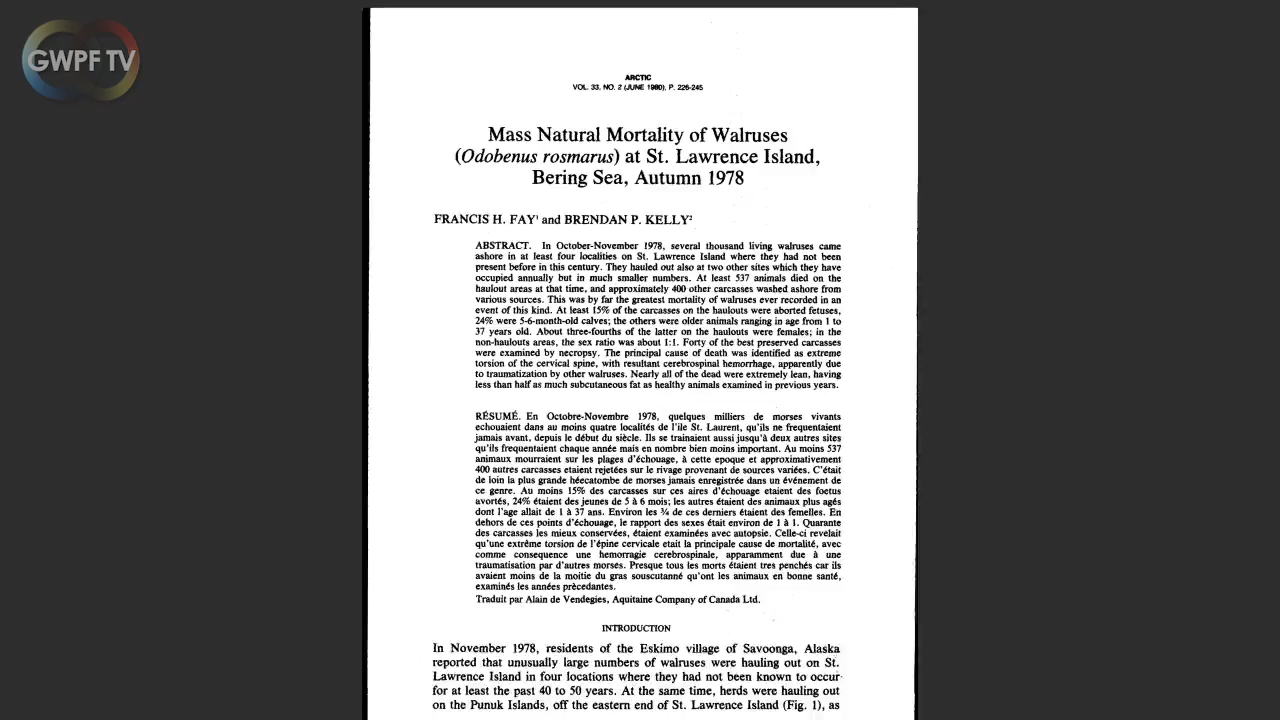 GWPF TV
ARCTIC
VOL. 33, NO. 2 (JUNE 1980), P. 226-245
Mass Natural Mortality of Walruses
(Odobenus rosmarus) at St. Lawrence Island,
Bering Sea, Autumn 1978
FRANCIS H. FAY¹ and BRENDAN P. KELLY²
ABSTRACT. In October-November 1978, several thousand living walruses came
ashore in at least four localities on St. Lawrence Island where they had not been
present before in this century. They hauled out also at two other sites which they have
occupied annually but in much smaller numbers. At least 537 animals died on the
haulout areas at that time, and approximately 400 other carcasses washed ashore from
various sources. This was by far the greatest mortality of walruses ever recorded in an
event of this kind. At least 15% of the carcasses on the haulouts were aborted fetuses,
24% were 5-6-month-old calves; the others were older animals ranging in age from 1 to
37 years old. About three-fourths of the latter on the haulouts were females; in the
non-haulouts areas, the sex ratio was about 1:1. Forty of the best preserved carcasses
were examined by necropsy. The principal cause of death was identified as extreme
torsion of the cervical spine, with resultant cerebrospinal hemorrhage, apparently due
to traumatization by other walruses. Nearly all of the dead were extremely lean, having
less than half as much subcutaneous fat as healthy animals examined in previous years.
RÉSUMÉ. En Octobre-Novembre 1978, quelques milliers de morses vivants
echouaient dans au moins quatre localités de l'ile St. Laurent, qu'ils ne frequentaient
jamais avant, depuis le début du siècle. Ils se trainaient aussi jusqu'à deux autres sites
qu'ils frequentaient chaque année mais en nombre bien moins important. Au moins 537
animaux mourraient sur les plages d'échouage, à cette epoque et approximativement
400 autres carcasses etaient rejetées sur le rivage provenant de sources variées. C'était
de loin la plus grande héecatombe de morses jamais enregistrée dans un événement de
ce genre. Au moins 15% des carcasses sur ces aires d'échouage etaient des foetus
avortés, 24% étaient des jeunes de 5 à 6 mois; les autres étaient des animaux plus agés
dont l'age allait de 1 à 37 ans. Environ les ¾ de ces derniers étaient des femelles. En
dehors de ces points d'échouage, le rapport des sexes était environ de 1 à 1. Quarante
des carcasses les mieux conservées, étaient examinées avec autopsie. Celle-ci revelait
qu'une extrême torsion de l'épine cervicale etait la principale cause de mortalité, avec
comme consequence une hemorragie cerebrospinale, apparamment due à une
traumatisation par d'autres morses. Presque tous les morts étaient tres penchés car ils
avaient moins de la moitie du gras souscutanné qu'ont les animaux en bonne santé,
examinés les années prècedantes.
Traduit par Alain de Vendegies, Aquitaine Company of Canada Ltd.
INTRODUCTION
In November 1978, residents of the Eskimo village of Savoonga, Alaska
reported that unusually large numbers of walruses were hauling out on St.
Lawrence Island in four locations where they had not been known to occur
for at least the past 40 to 50 years. At the same time, herds were hauling out
on the Punuk Islands, off the eastern end of St. Lawrence Island (Fig. 1), as